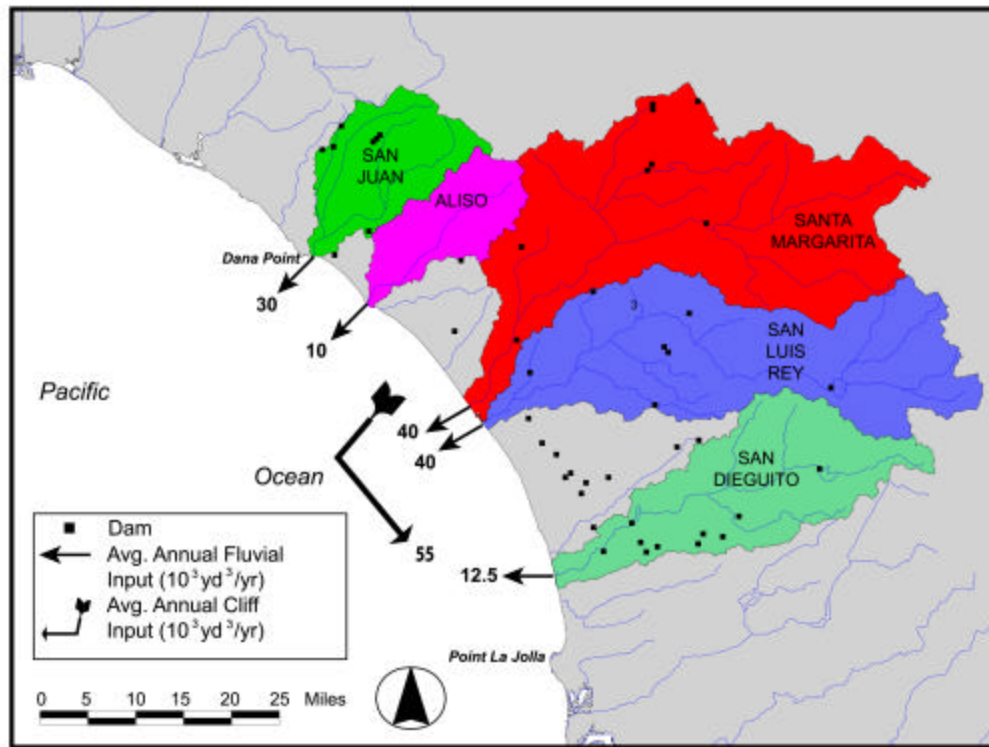 SAN
JUAN
ALISO
SANTA
MARGARITA
Dana Point
30
3
10
SAN
LUIS
REY
Pacific
40
40
Ocean
SAN
DIEGUITO
55
12.5
Dam
Avg. Annual Fluvial
Input (10³yd³/yr)
Avg. Annual Cliff
Input (10³yd³/yr)
Point La Jolla
0 5 10 15 20 25 Miles